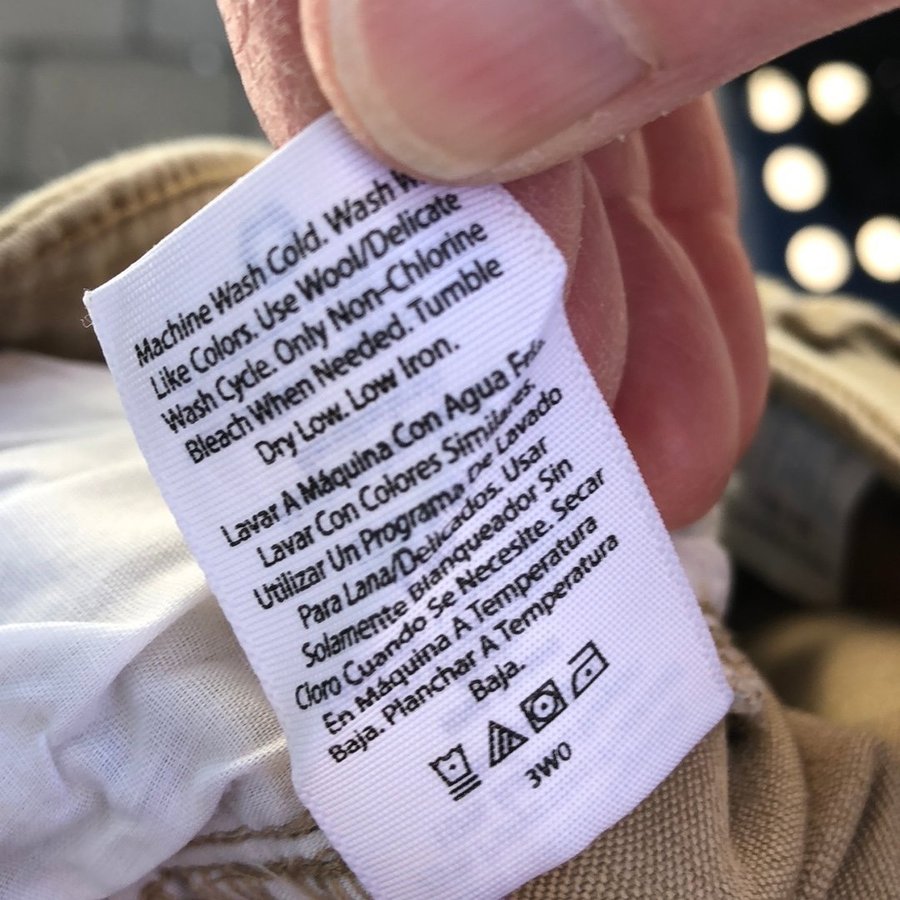 Machine Wash Cold. Wash
Like Colors. Use Wool/Delicate
Wash Cycle. Only Non-Chlorine
Bleach When Needed. Tumble
Dry Low. Low Iron.
Lavar A Máquina Con Agua
Lavar Con Colores Similares.
Utilizar Un Programa De Lavado
Para Lana/Delicados. Usar
Solamente Blanqueador Sin
Cloro Cuando Se Necesite. Secar
En Máquina A Temperatura
Baja. Planchar A Temperatura
Baja.
3W0